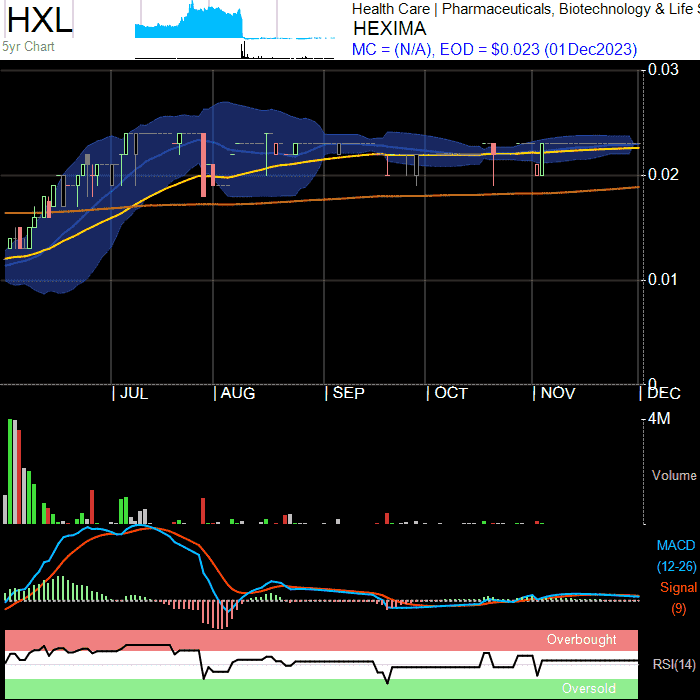 HXL
5yr Chart
Health Care | Pharmaceuticals, Biotechnology & Life S
HEXIMA
MC = (N/A), EOD = $0.023 (01Dec2023)
0.03
0.02
0.01
0
| JUL | AUG | SEP | OCT | NOV | DEC
4M
Volume
MACD
(12-26)
Signal
(9)
Overbought
RSI(14)
Oversold